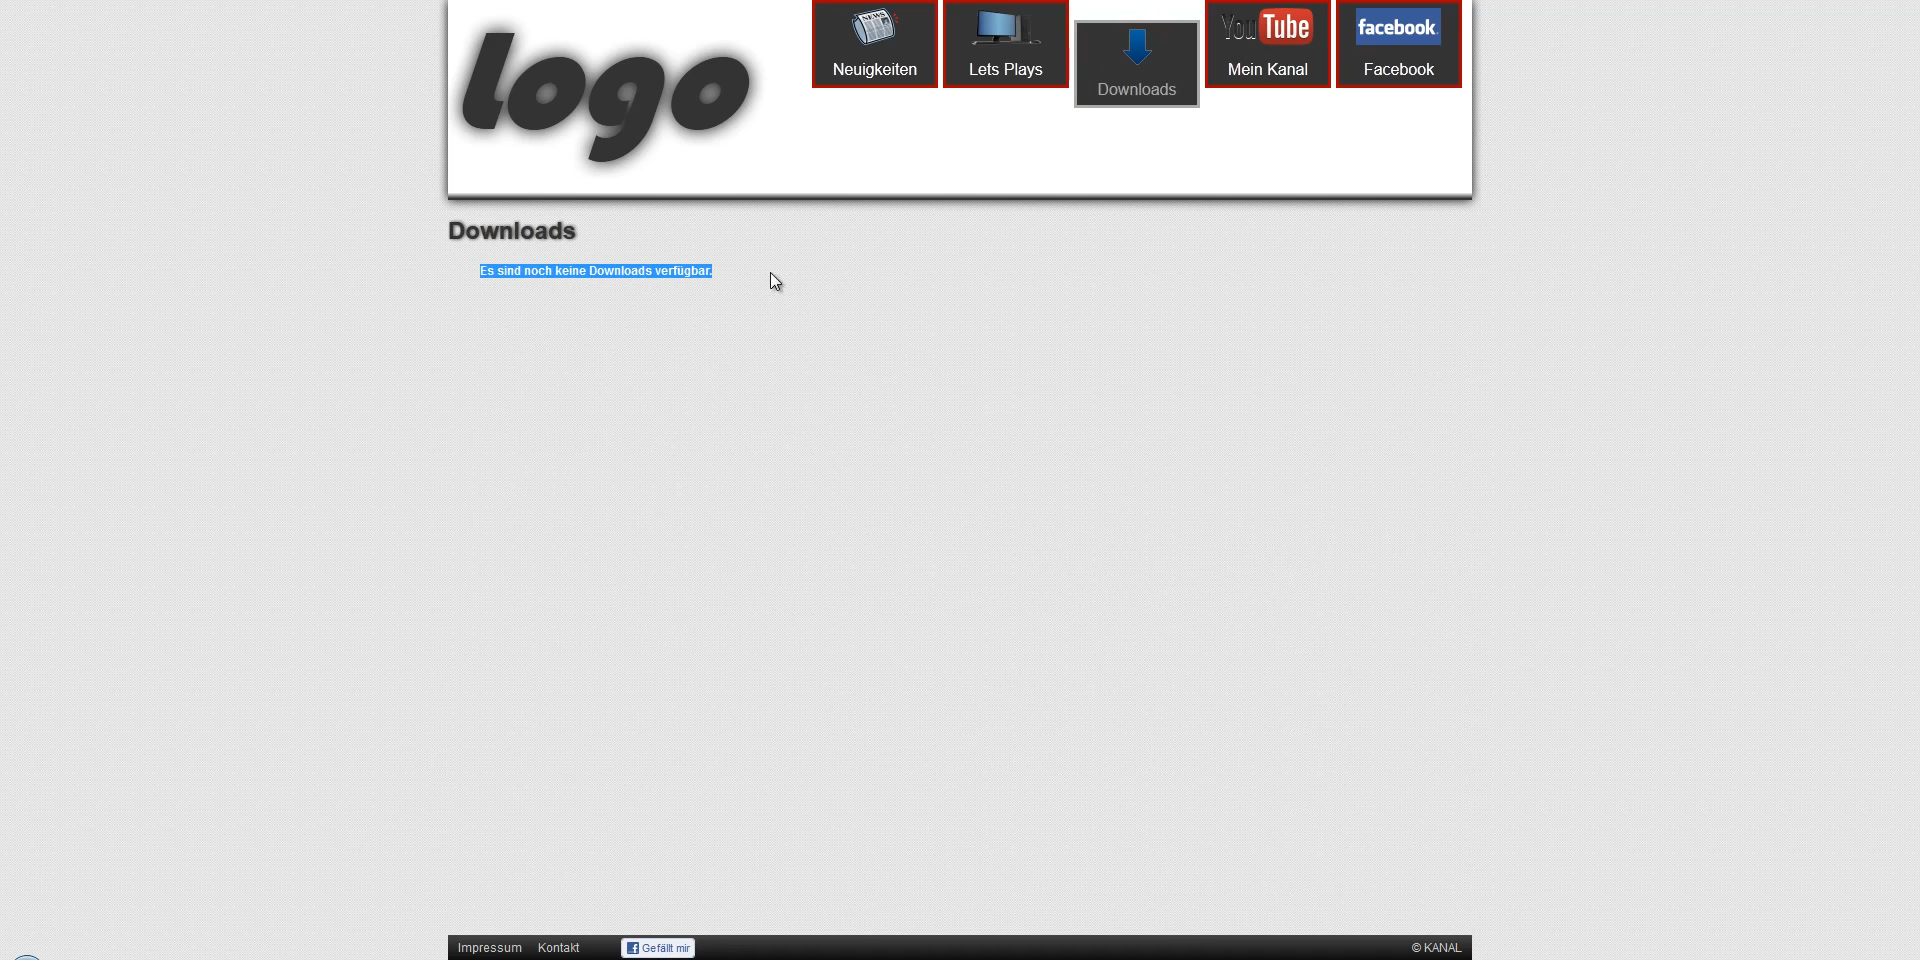 logo
NEWS
Neuigkeiten
Lets Plays
Downloads
YouTube
Mein Kanal
facebook
Facebook
Downloads
Es sind noch keine Downloads verfügbar.
Impressum Kontakt Gefällt mir © KANAL